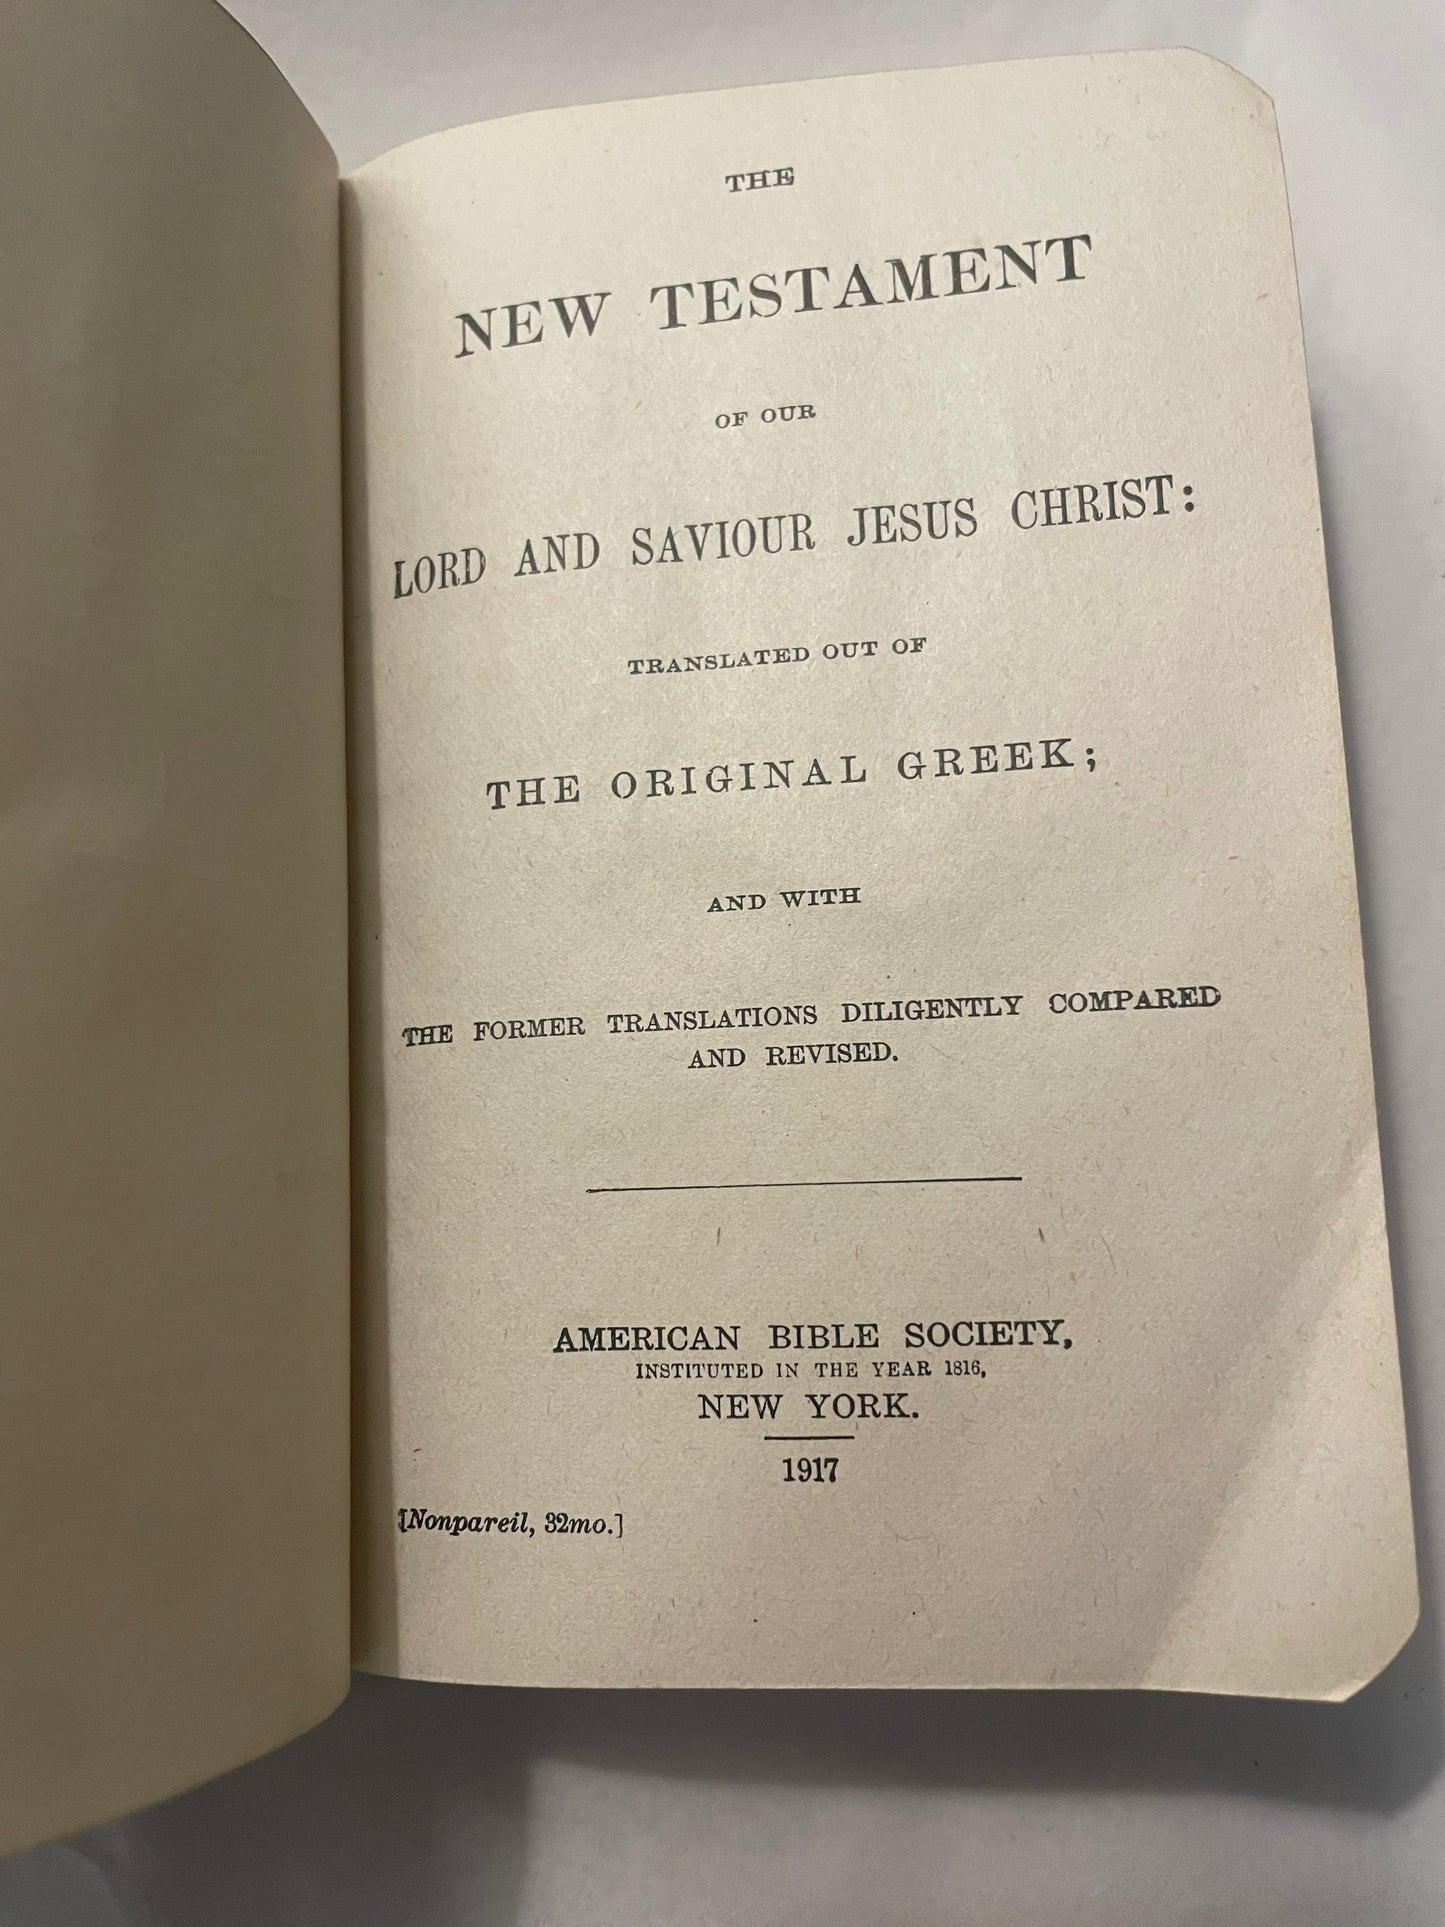 THE
NEW TESTAMENT
OF OUR
LORD AND SAVIOUR JESUS CHRIST:
TRANSLATED OUT OF
THE ORIGINAL GREEK;
AND WITH
THE FORMER TRANSLATIONS DILIGENTLY COMPARED
AND REVISED.
AMERICAN BIBLE SOCIETY,
INSTITUTED IN THE YEAR 1816,
NEW YORK.
1917
[Nonpareil, 32mo.]